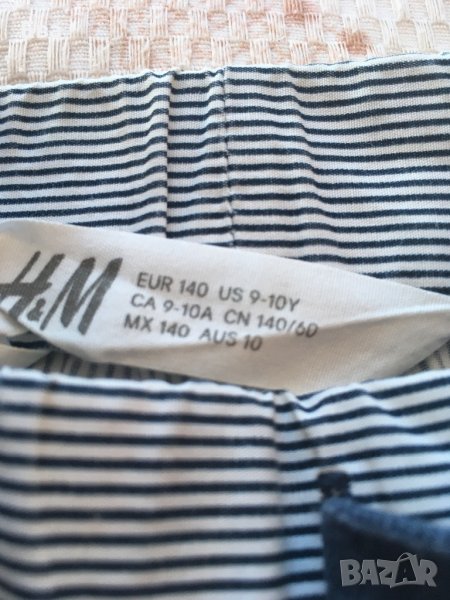 H&M
EUR 140 US 9-10Y
CA 9-10A CN 140/60
MX 140 AUS 10
BAZAR